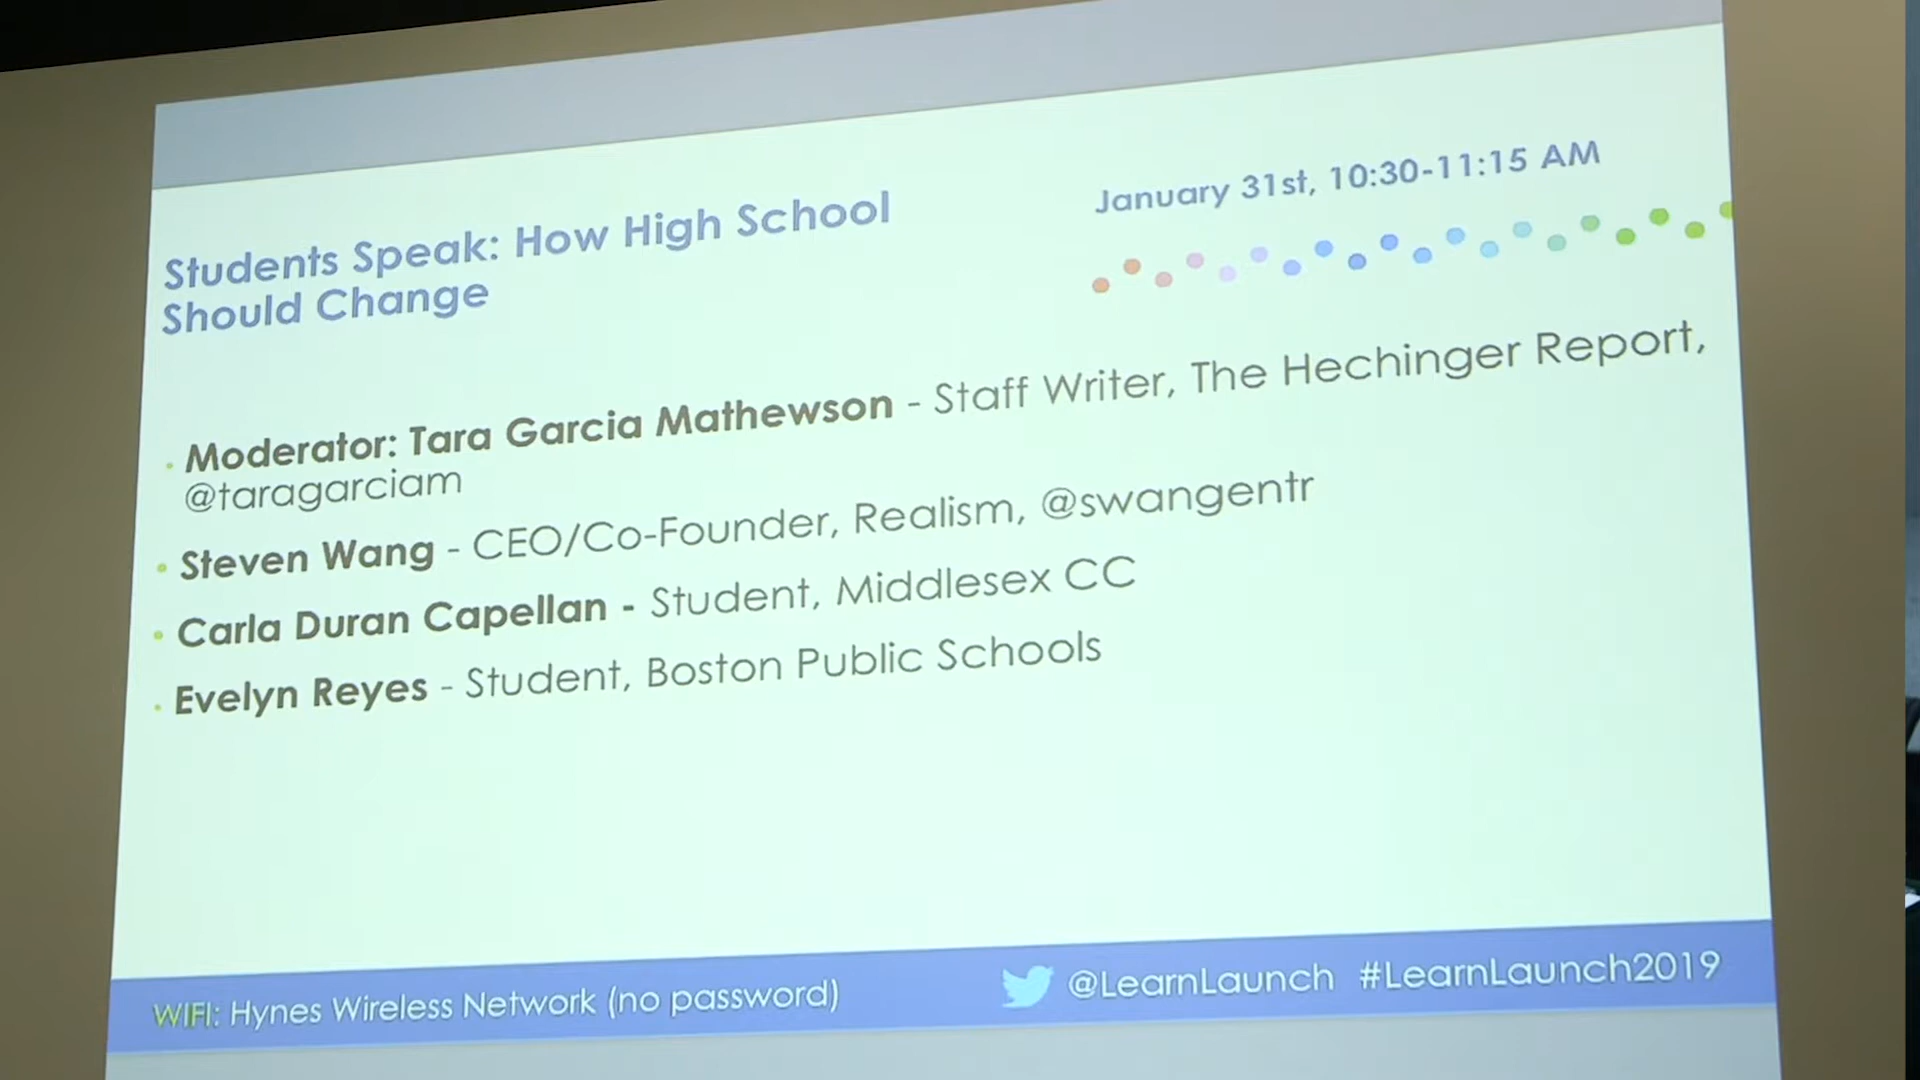 Students Speak: How High School
Should Change
January 31st, 10:30-11:15 AM
Moderator: Tara Garcia Mathewson - Staff Writer, The Hechinger Report,
@taragarciam
Steven Wang - CEO/Co-Founder, Realism, @swangentr
Carla Duran Capellan - Student, Middlesex CC
Evelyn Reyes - Student, Boston Public Schools
WIFI: Hynes Wireless Network (no password)
@LearnLaunch #LearnLaunch2019